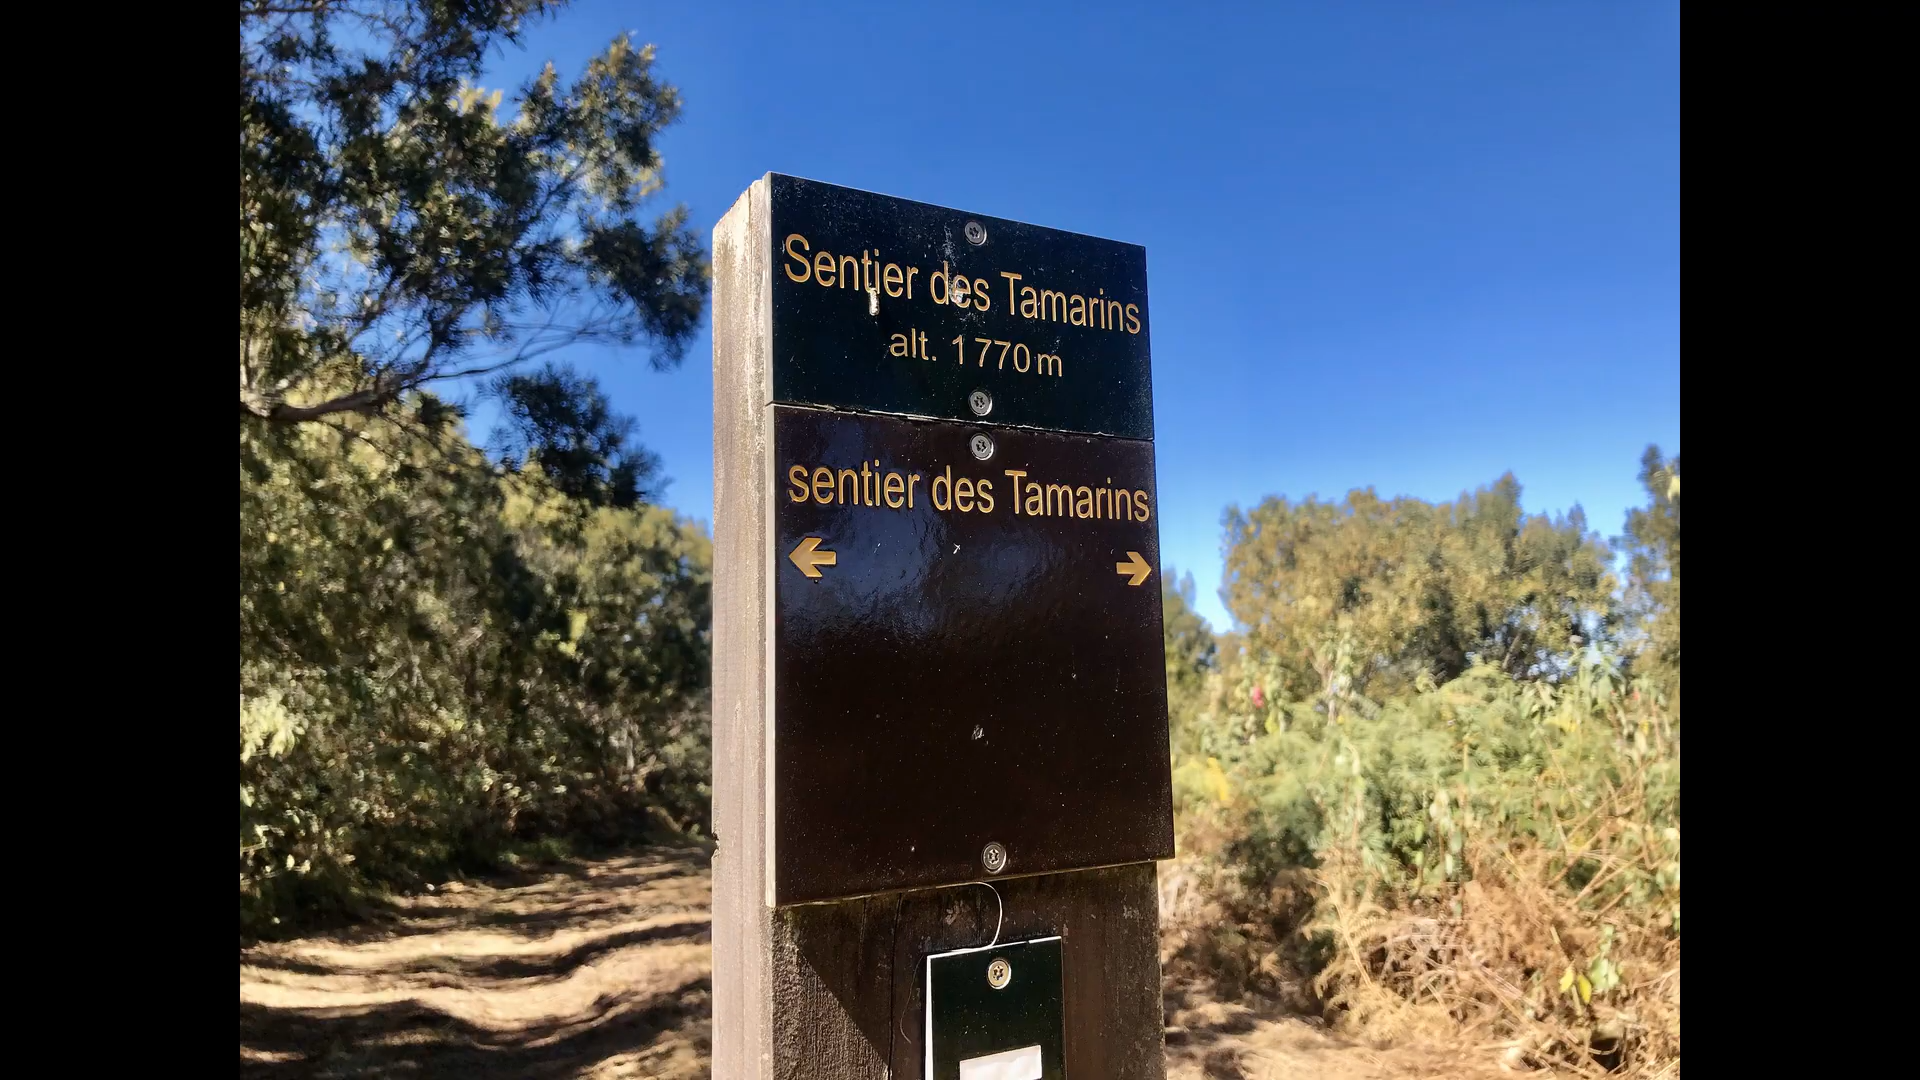 Sentier des Tamarins
alt. 1770 m
sentier des Tamarins